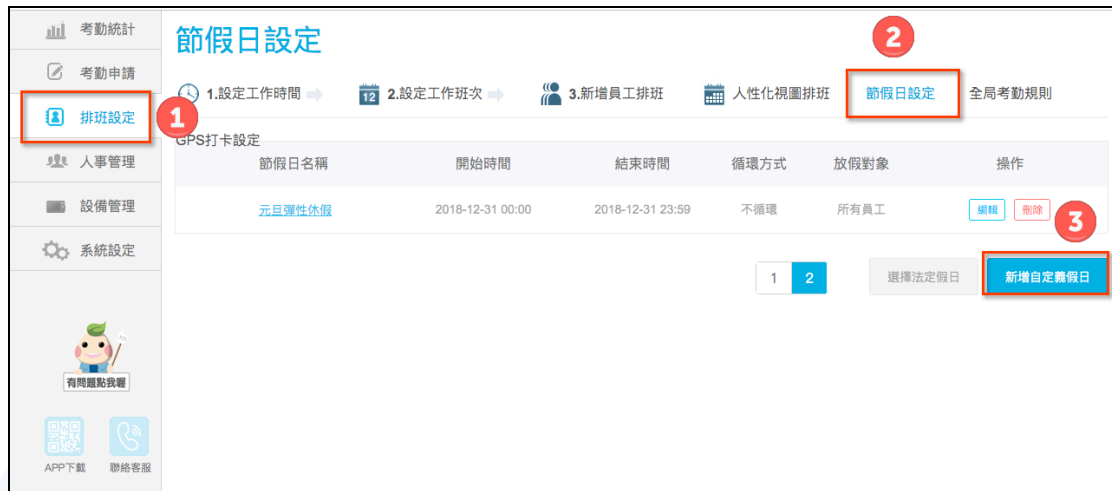 考勤統計
考勤申請
排班設定
1
人事管理
設備管理
系統設定
有問題點我喔
APP下載
聯絡客服
節假日設定
2
1.設定工作時間
12 2.設定工作班次
3.新增員工排班
人性化視圖排班
節假日設定
全局考勤規則
GPS打卡設定
節假日名稱 開始時間 結束時間 循環方式 放假對象 操作
元旦彈性休假 2018-12-31 00:00 2018-12-31 23:59 不循環 所有員工 編輯 刪除
3
1 2 選擇法定假日 新增自定義假日